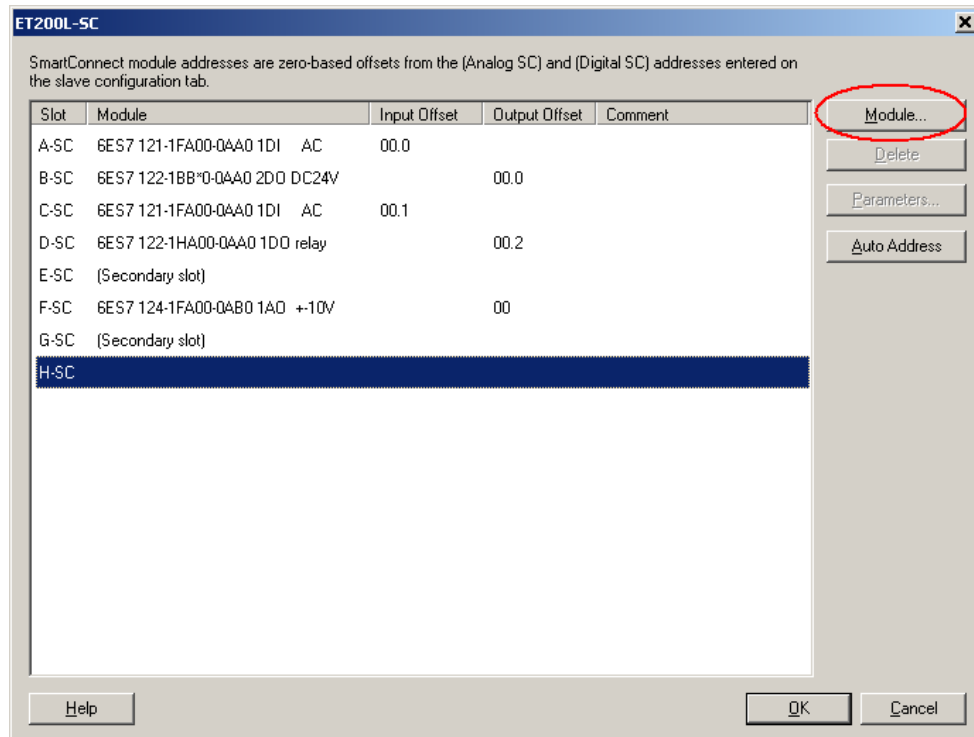 ET200L-SC
SmartConnect module addresses are zero-based offsets from the (Analog SC) and (Digital SC) addresses entered on
the slave configuration tab.
Slot Module Input Offset Output Offset Comment
A-SC 6ES7 121-1FA00-0AA0 1DI AC 00.0
B-SC 6ES7 122-1BB*0-0AA0 2DO DC24V 00.0
C-SC 6ES7 121-1FA00-0AA0 1DI AC 00.1
D-SC 6ES7 122-1HA00-0AA0 1DO relay 00.2
E-SC (Secondary slot)
F-SC 6ES7 124-1FA00-0AB0 1AO +-10V 00
G-SC (Secondary slot)
H-SC
Module...
Delete
Parameters...
Auto Address
Help
OK
Cancel